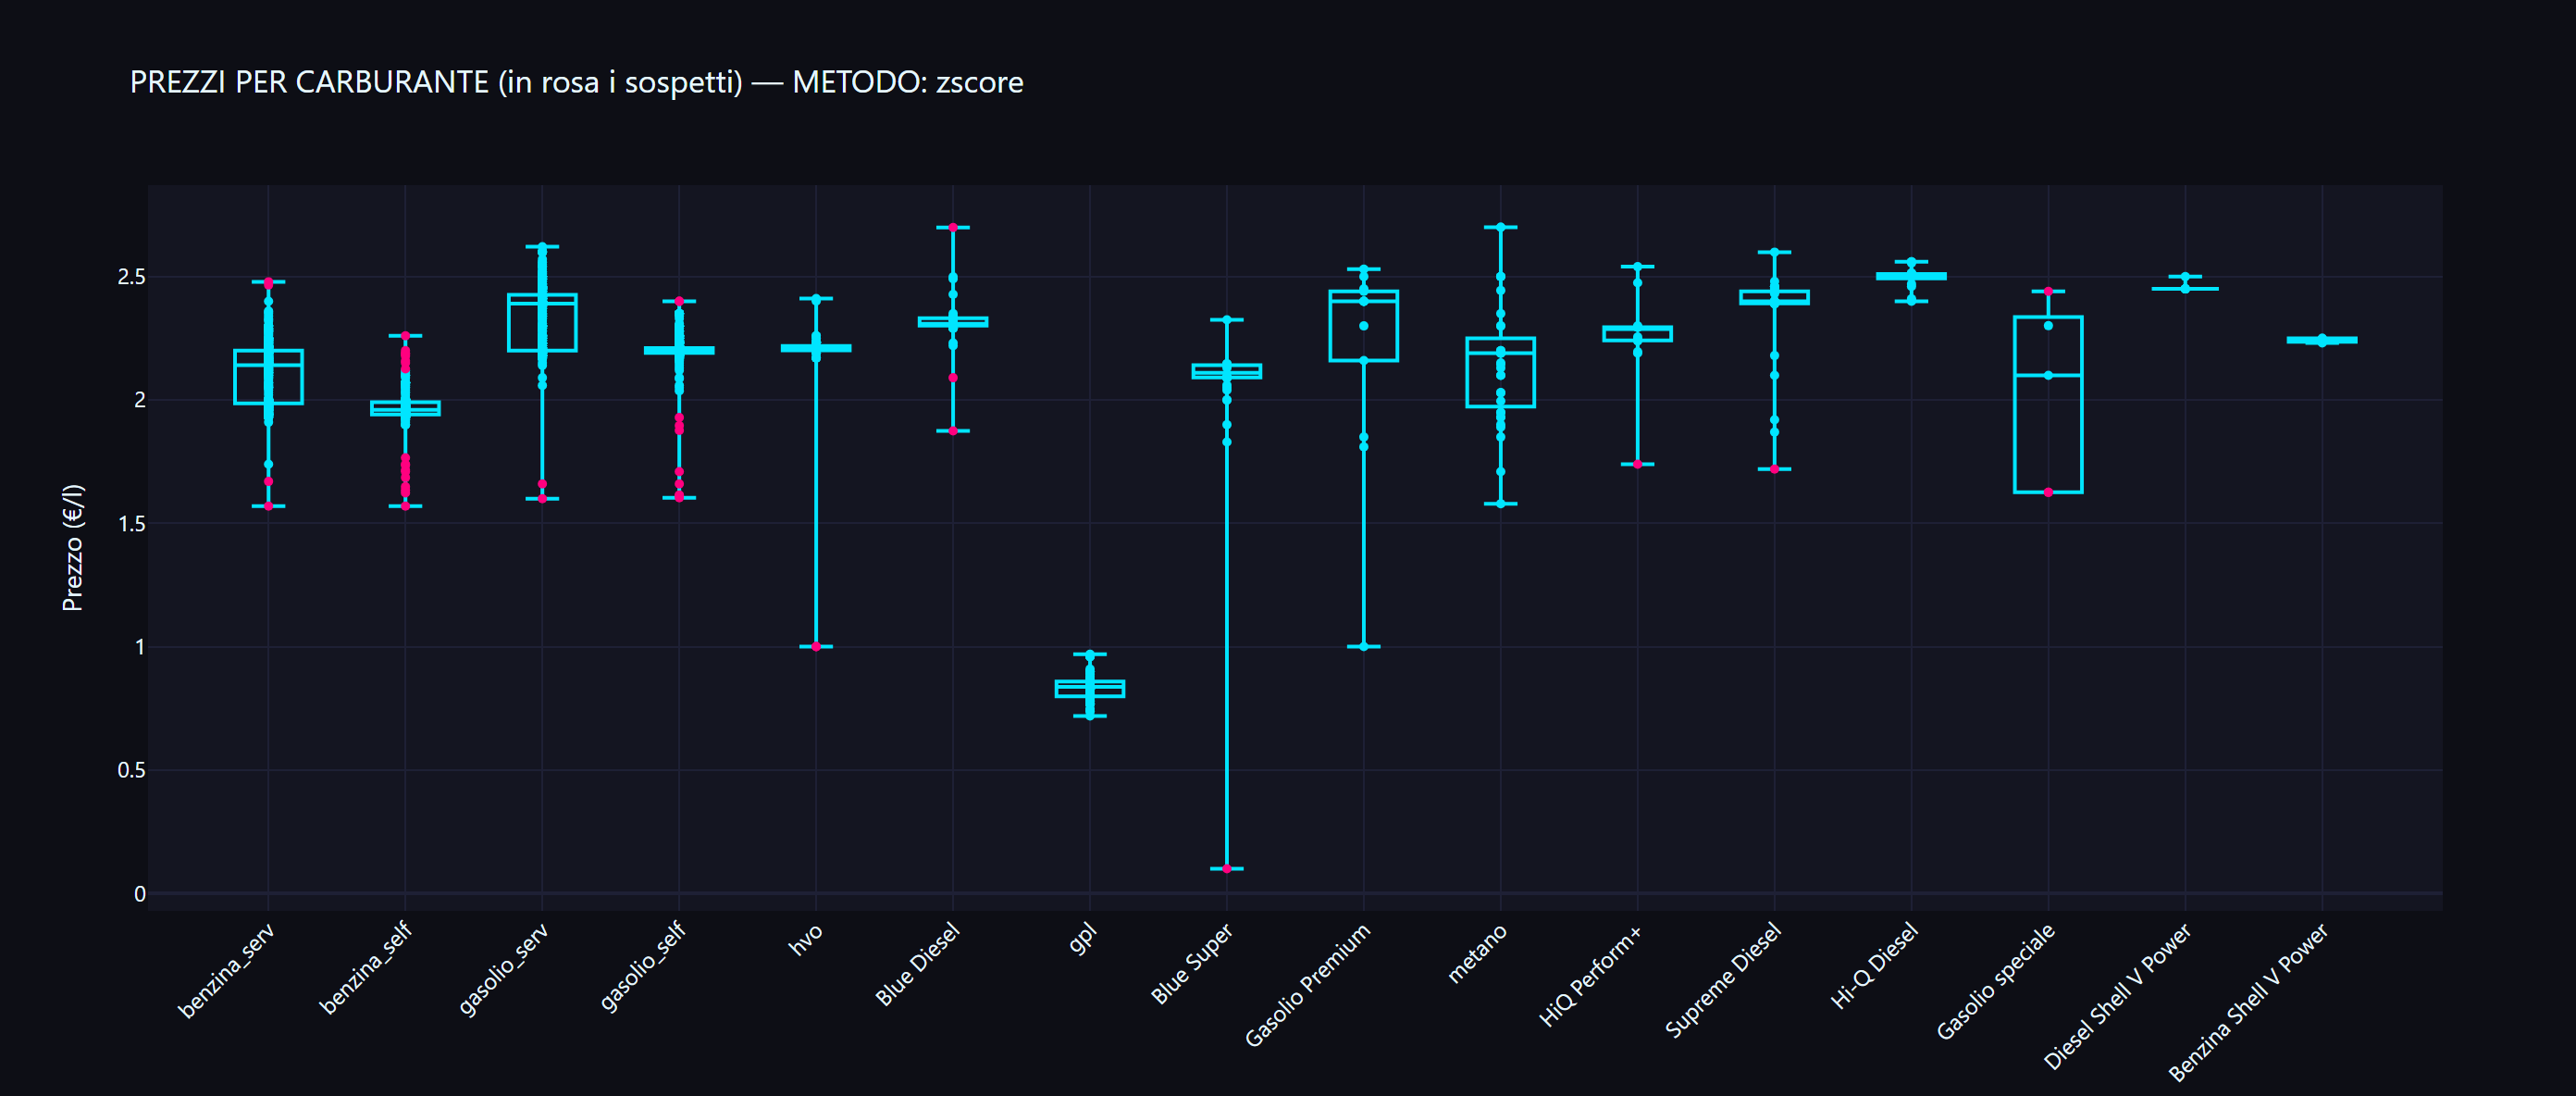 PREZZI PER CARBURANTE (in rosa i sospetti) — METODO: zscore
Prezzo (€/l)
2.5
2
1.5
1
0.5
0
benzina_serv
benzina_self
gasolio_serv
gasolio_self
hvo
Blue Diesel
gpl
Blue Super
Gasolio Premium
metano
HiQ Perform+
Supreme Diesel
Hi-Q Diesel
Gasolio speciale
Diesel Shell V Power
Benzina Shell V Power